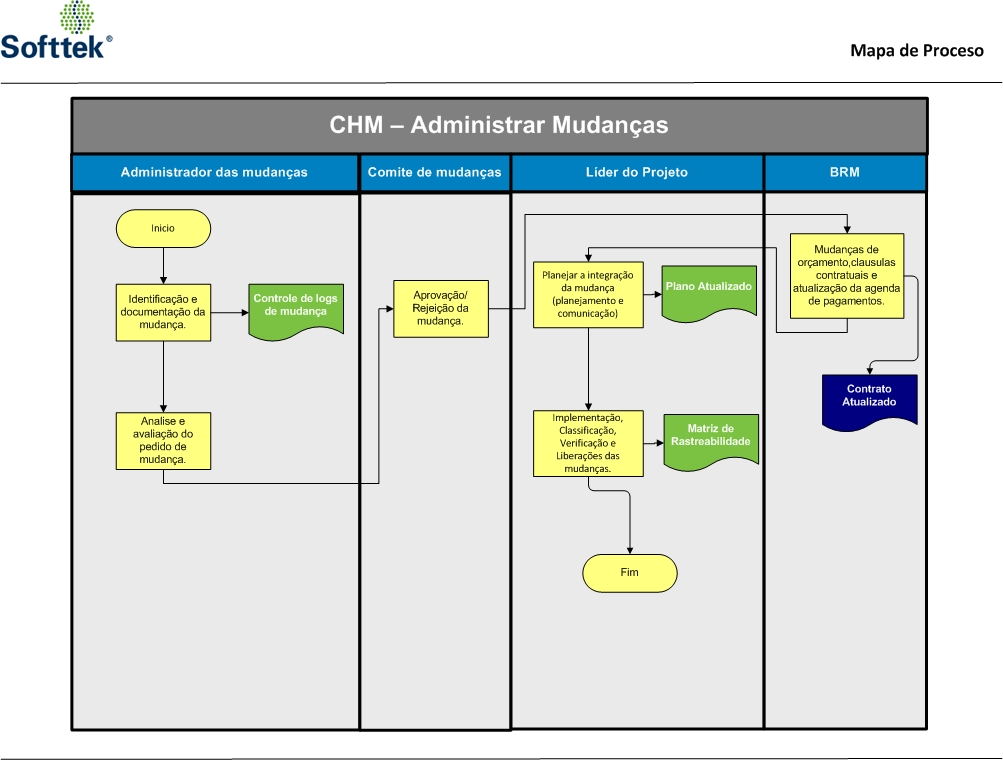 Softtek®
Mapa de Proceso
CHM – Administrar Mudanças
Administrador das mudanças
Comite de mudanças
Líder do Projeto
BRM
Inicio
Identificação e
documentação da
mudança.
Controle de logs
de mudança
Analise e
avaliação do
pedido de
mudança.
Aprovação/
Rejeição da
mudança.
Planejar a integração
da mudança
(planejamento e
comunicação)
Plano Atualizado
Implementação,
Classificação,
Verificação e
Liberações das
mudanças.
Matriz de
Rastreabilidade
Fim
Mudanças de
orçamento,clausulas
contratuais e
atualização da agenda
de pagamentos.
Contrato
Atualizado